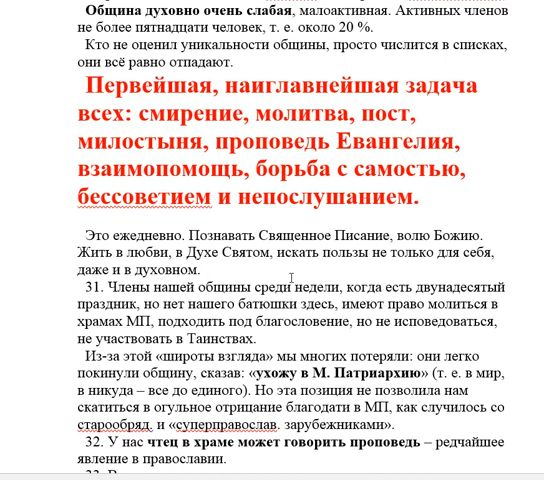 Община духовно очень слабая, малоактивная. Активных членов
не более пятнадцати человек, т. е. около 20 %.
Кто не оценил уникальности общины, просто числится в списках,
они всё равно отпадают.
Первейшая, наиглавнейшая задача
всех: смирение, молитва, пост,
милостыня, проповедь Евангелия,
взаимопомощь, борьба с самостью,
бессоветием и непослушанием.
Это ежедневно. Познавать Священное Писание, волю Божию.
Жить в любви, в Духе Святом, искать пользы не только для себя,
даже и в духовном.
31. Члены нашей общины среди недели, когда есть двунадесятый
праздник, но нет нашего батюшки здесь, имеют право молиться в
храмах МП, подходить под благословение, но не исповедоваться,
не участвовать в Таинствах.
Из-за этой «широты взгляда» мы многих потеряли: они легко
покинули общину, сказав: «ухожу в М. Патриархию» (т. е. в мир,
в никуда – все до единого). Но эта позиция не позволила нам
скатиться в огульное отрицание благодати в МП, как случилось со
старообряд. и «суперправослав. зарубежниками».
32. У нас чтец в храме может говорить проповедь – редчайшее
явление в православии.